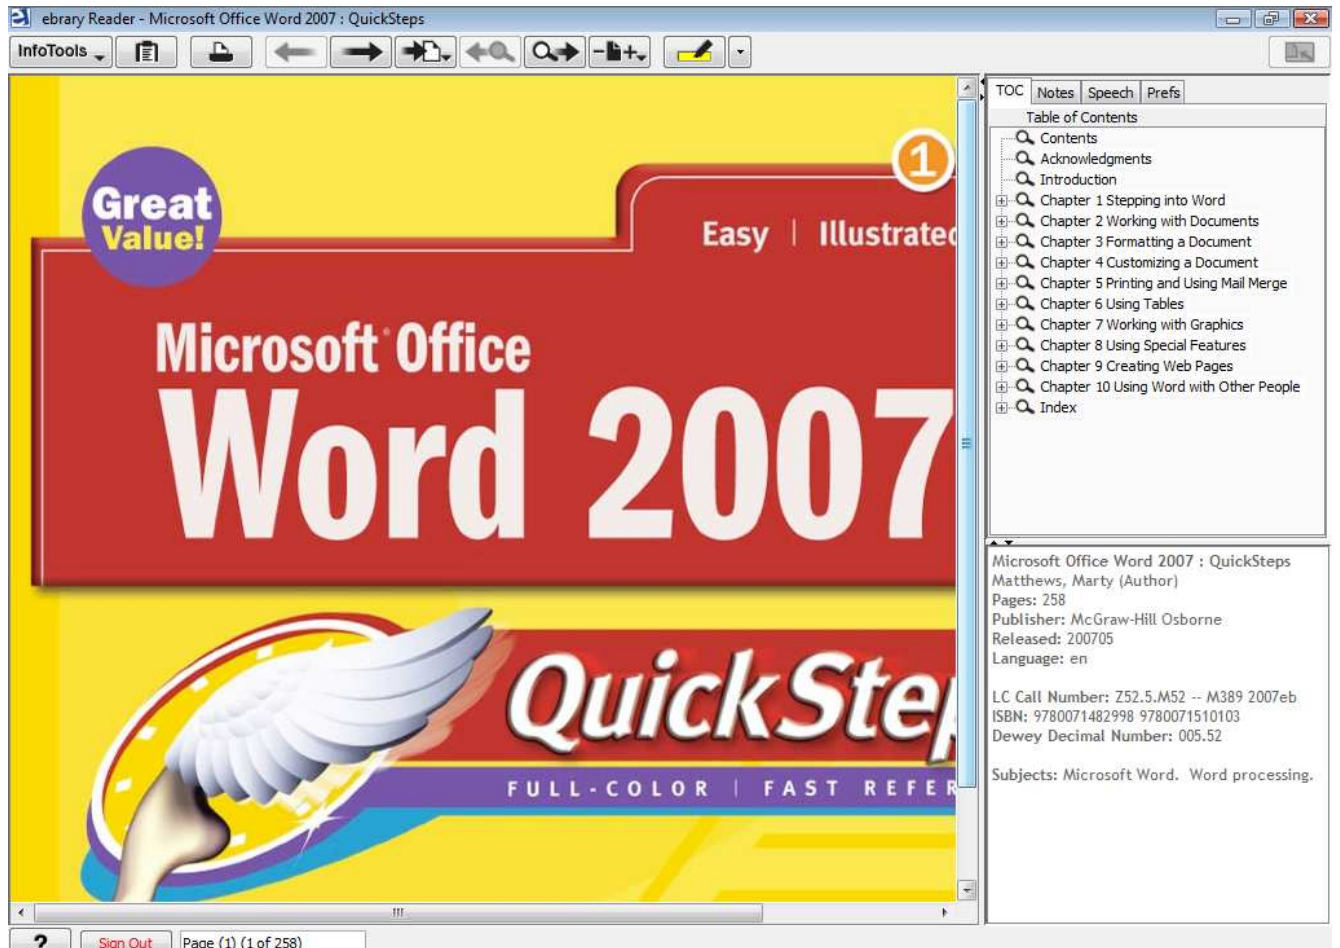 ebrary Reader - Microsoft Office Word 2007 : QuickSteps
InfoTools
Great
Value!
1
Easy | Illustrated
Microsoft Office
Word 2007
QuickStep
FULL-COLOR | FAST REFER
TOC Notes Speech Prefs
Table of Contents
Contents
Acknowledgments
Introduction
Chapter 1 Stepping into Word
Chapter 2 Working with Documents
Chapter 3 Formatting a Document
Chapter 4 Customizing a Document
Chapter 5 Printing and Using Mail Merge
Chapter 6 Using Tables
Chapter 7 Working with Graphics
Chapter 8 Using Special Features
Chapter 9 Creating Web Pages
Chapter 10 Using Word with Other People
Index
Microsoft Office Word 2007 : QuickSteps
Matthews, Marty (Author)
Pages: 258
Publisher: McGraw-Hill Osborne
Released: 200705
Language: en
LC Call Number: Z52.5.M52 -- M389 2007eb
ISBN: 9780071482998 9780071510103
Dewey Decimal Number: 005.52
Subjects: Microsoft Word. Word processing.
? Sign Out Page (1) (1 of 258)